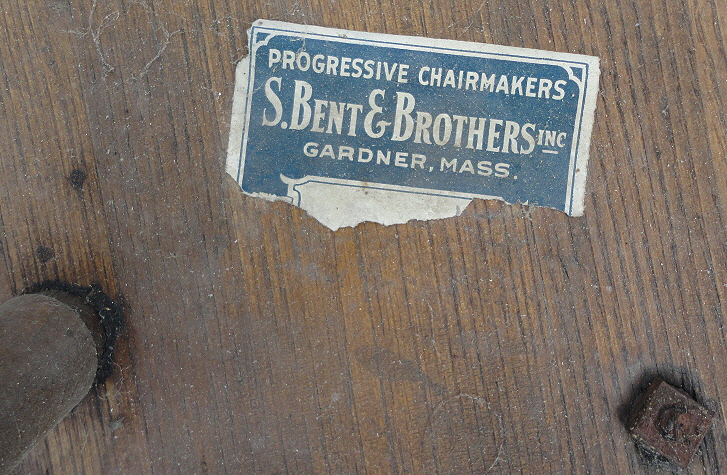 PROGRESSIVE CHAIRMAKERS
S. BENT & BROTHERS INC
GARDNER, MASS.